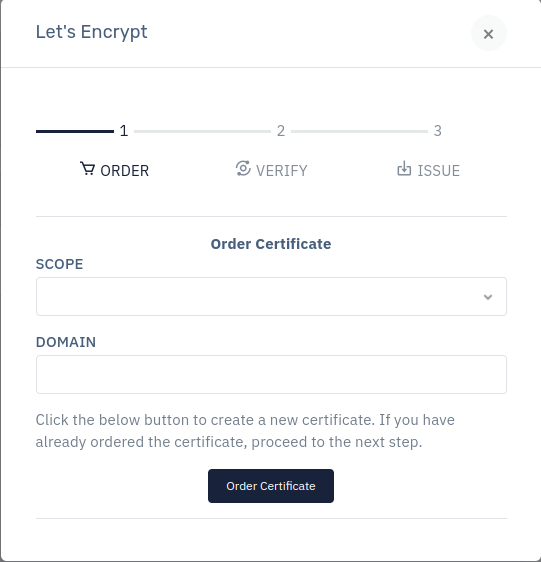 Let's Encrypt
1 2 3
ORDER VERIFY ISSUE
Order Certificate
SCOPE
DOMAIN
Click the below button to create a new certificate. If you have
already ordered the certificate, proceed to the next step.
Order Certificate